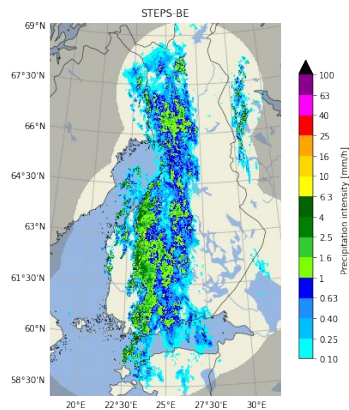 STEPS-BE
69°N
67°30'N
66°N
64°30'N
63°N
61°30'N
60°N
58°30'N
20°E 22°30'E 25°E 27°30'E 30°E
100
63
40
25
16
10
6.3
4
2.5
1.6
1
0.63
0.40
0.25
0.10
Precipitation intensity [mm/h]